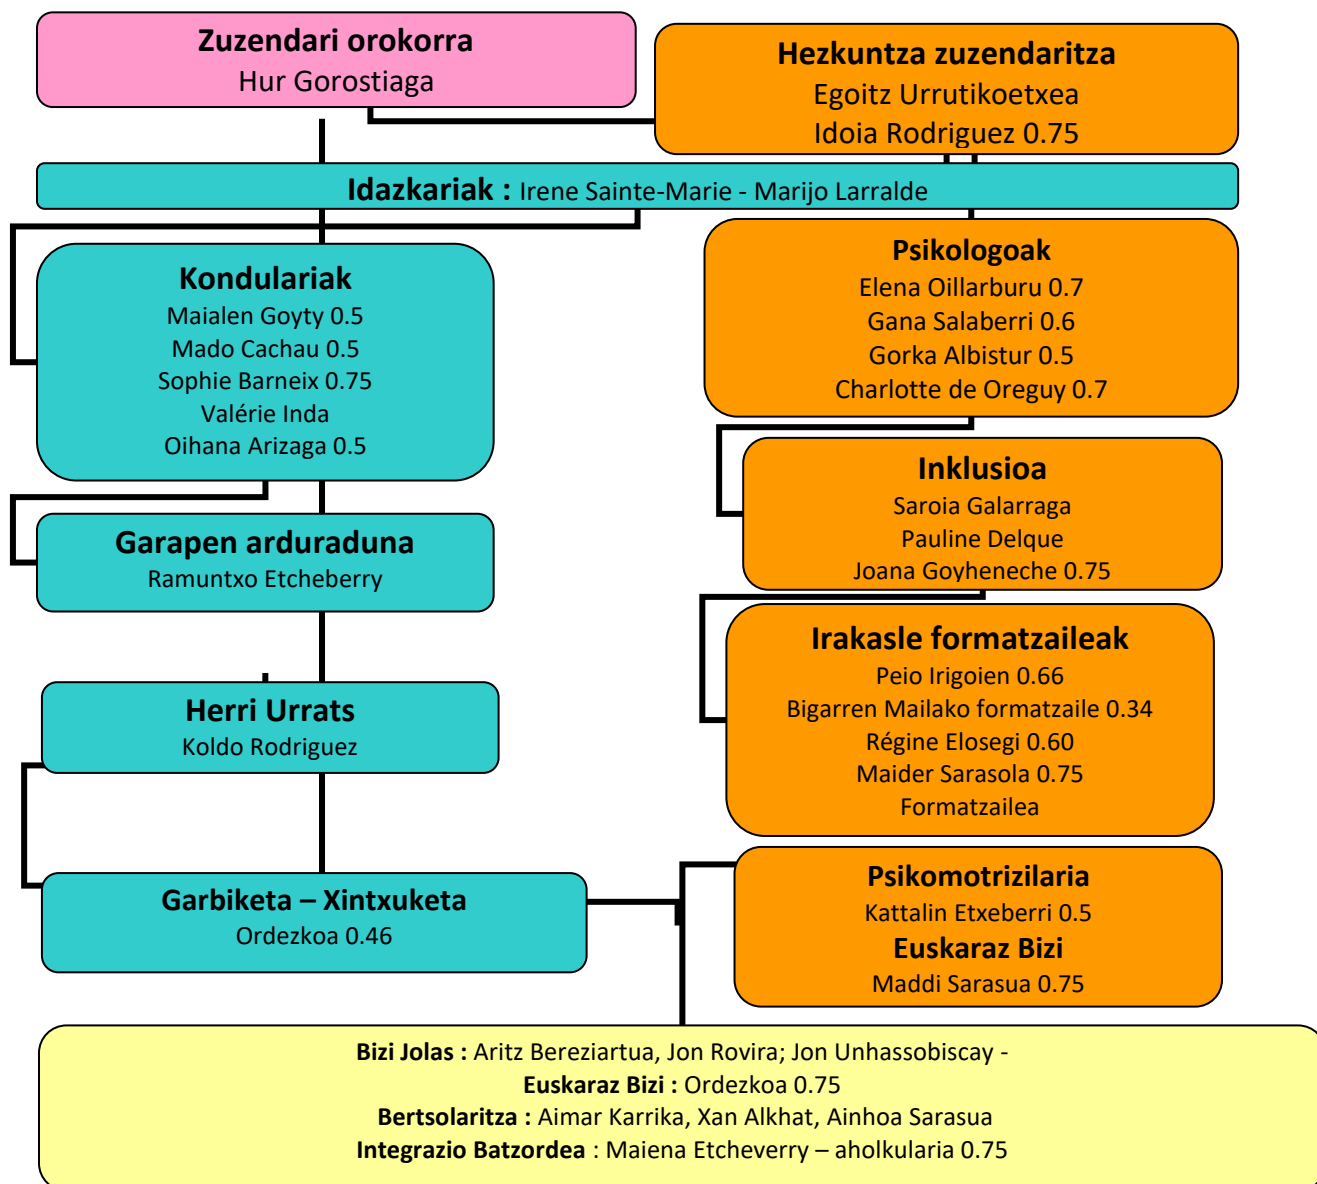 Zuzendari orokorra
Hur Gorostiaga
Hezkuntza zuzendaritza
Egoitz Urrutikoetxea
Idoia Rodriguez 0.75
Idazkariak : Irene Sainte-Marie - Marijo Larralde
Kondulariak
Maialen Goyty 0.5
Mado Cachau 0.5
Sophie Barneix 0.75
Valérie Inda
Oihana Arizaga 0.5
Psikologoak
Elena Oillarburu 0.7
Gana Salaberri 0.6
Gorka Albistur 0.5
Charlotte de Oreguy 0.7
Inklusioa
Saroia Galarraga
Pauline Delque
Joana Goyheneche 0.75
Garapen arduraduna
Ramuntxo Etcheberry
Irakasle formatzaileak
Peio Irigoien 0.66
Bigarren Mailako formatzaile 0.34
Régine Elosegi 0.60
Maider Sarasola 0.75
Formatzailea
Herri Urrats
Koldo Rodriguez
Garbiketa – Xintxuketa
Ordezkoa 0.46
Psikomotrizilaria
Kattalin Etxeberri 0.5
Euskaraz Bizi
Maddi Sarasua 0.75
Bizi Jolas : Aritz Bereziartua, Jon Rovira; Jon Unhassobiscay -
Euskaraz Bizi : Ordezkoa 0.75
Bertsolaritza : Aimar Karrika, Xan Alkhat, Ainhoa Sarasua
Integrazio Batzordea : Maiena Etcheverry – aholkularia 0.75